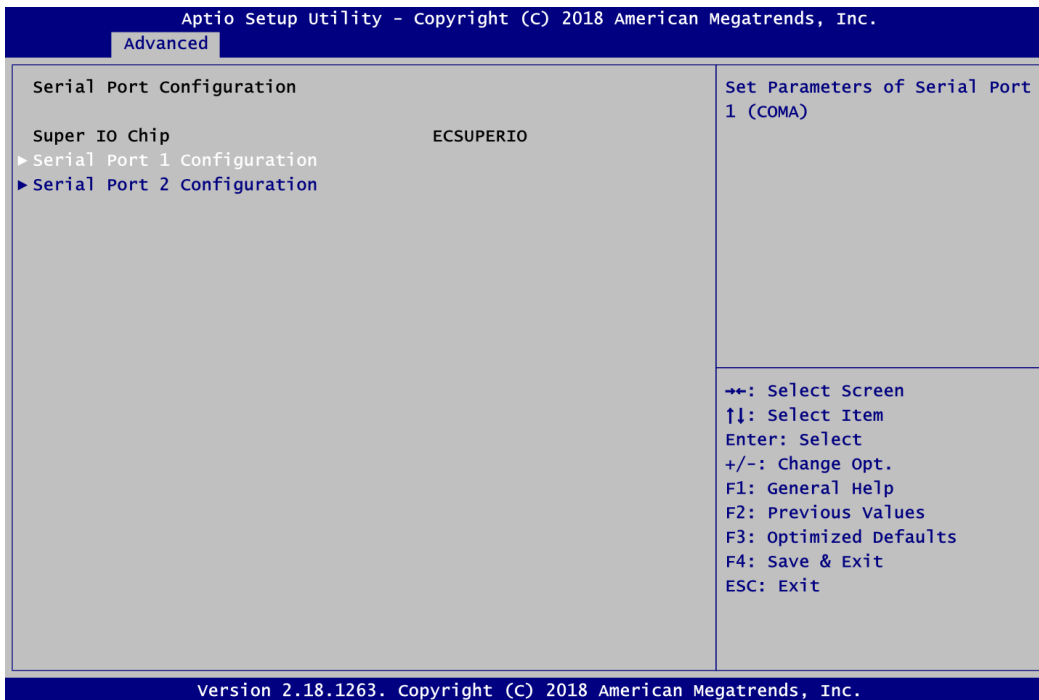 Aptio Setup Utility - Copyright (C) 2018 American Megatrends, Inc.
Advanced
Serial Port Configuration
Super IO Chip ECSUPERIO
►Serial Port 1 Configuration
►Serial Port 2 Configuration
Set Parameters of Serial Port
1 (COMA)
→←: Select Screen
↑↓: Select Item
Enter: Select
+/-: Change Opt.
F1: General Help
F2: Previous Values
F3: Optimized Defaults
F4: Save & Exit
ESC: Exit
Version 2.18.1263. Copyright (C) 2018 American Megatrends, Inc.